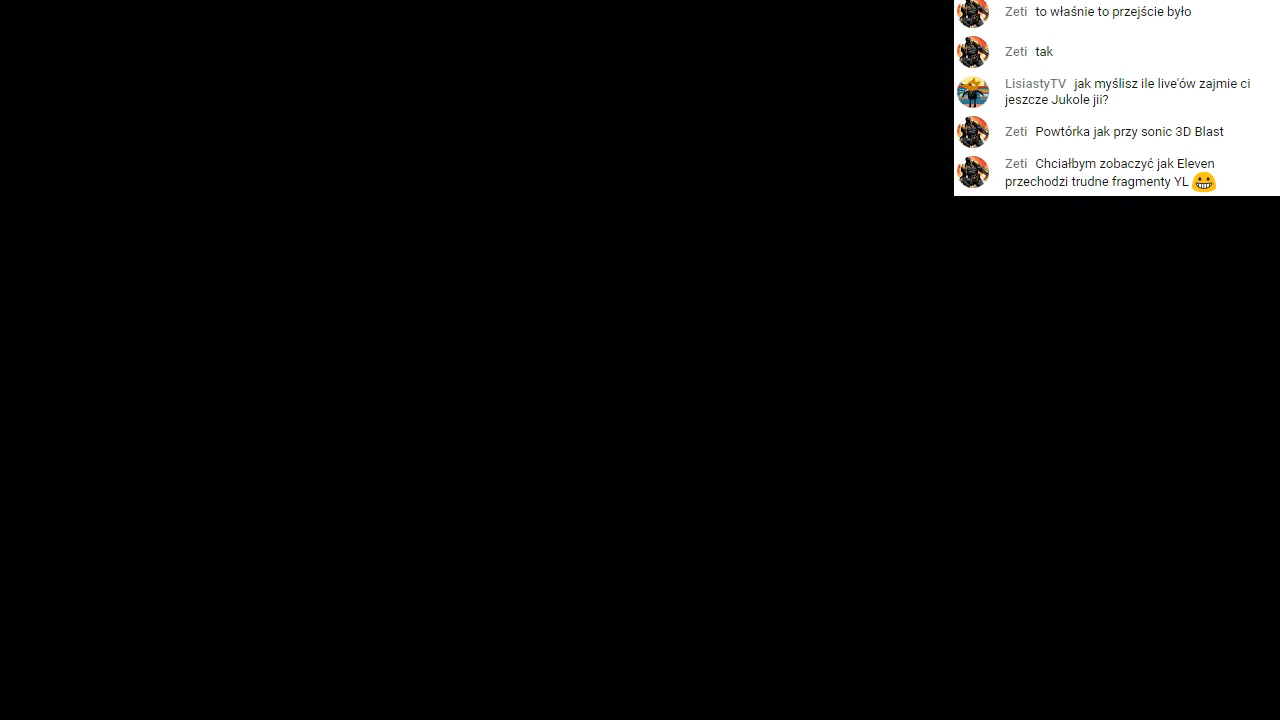 Zeti to właśnie to przejście było
Zeti tak
LisiastyTV jak myślisz ile live'ów zajmie ci
jeszcze Jukole jii?
Zeti Powtórka jak przy sonic 3D Blast
Zeti Chciałbym zobaczyć jak Eleven
przechodzi trudne fragmenty YL